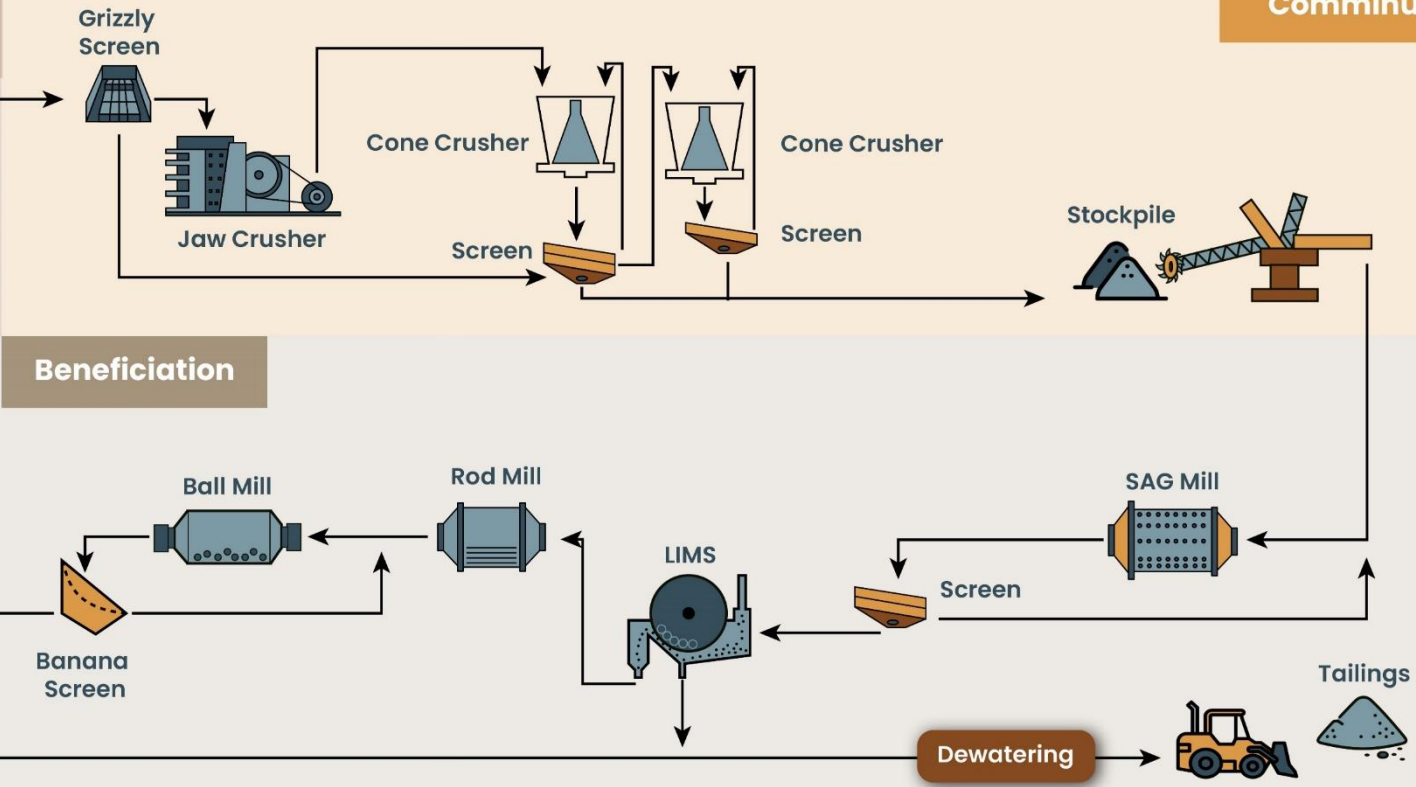 Comminu
Grizzly
Screen
Cone Crusher
Cone Crusher
Jaw Crusher
Screen
Screen
Stockpile
Beneficiation
Ball Mill
Rod Mill
SAG Mill
LIMS
Screen
Banana
Screen
Tailings
Dewatering